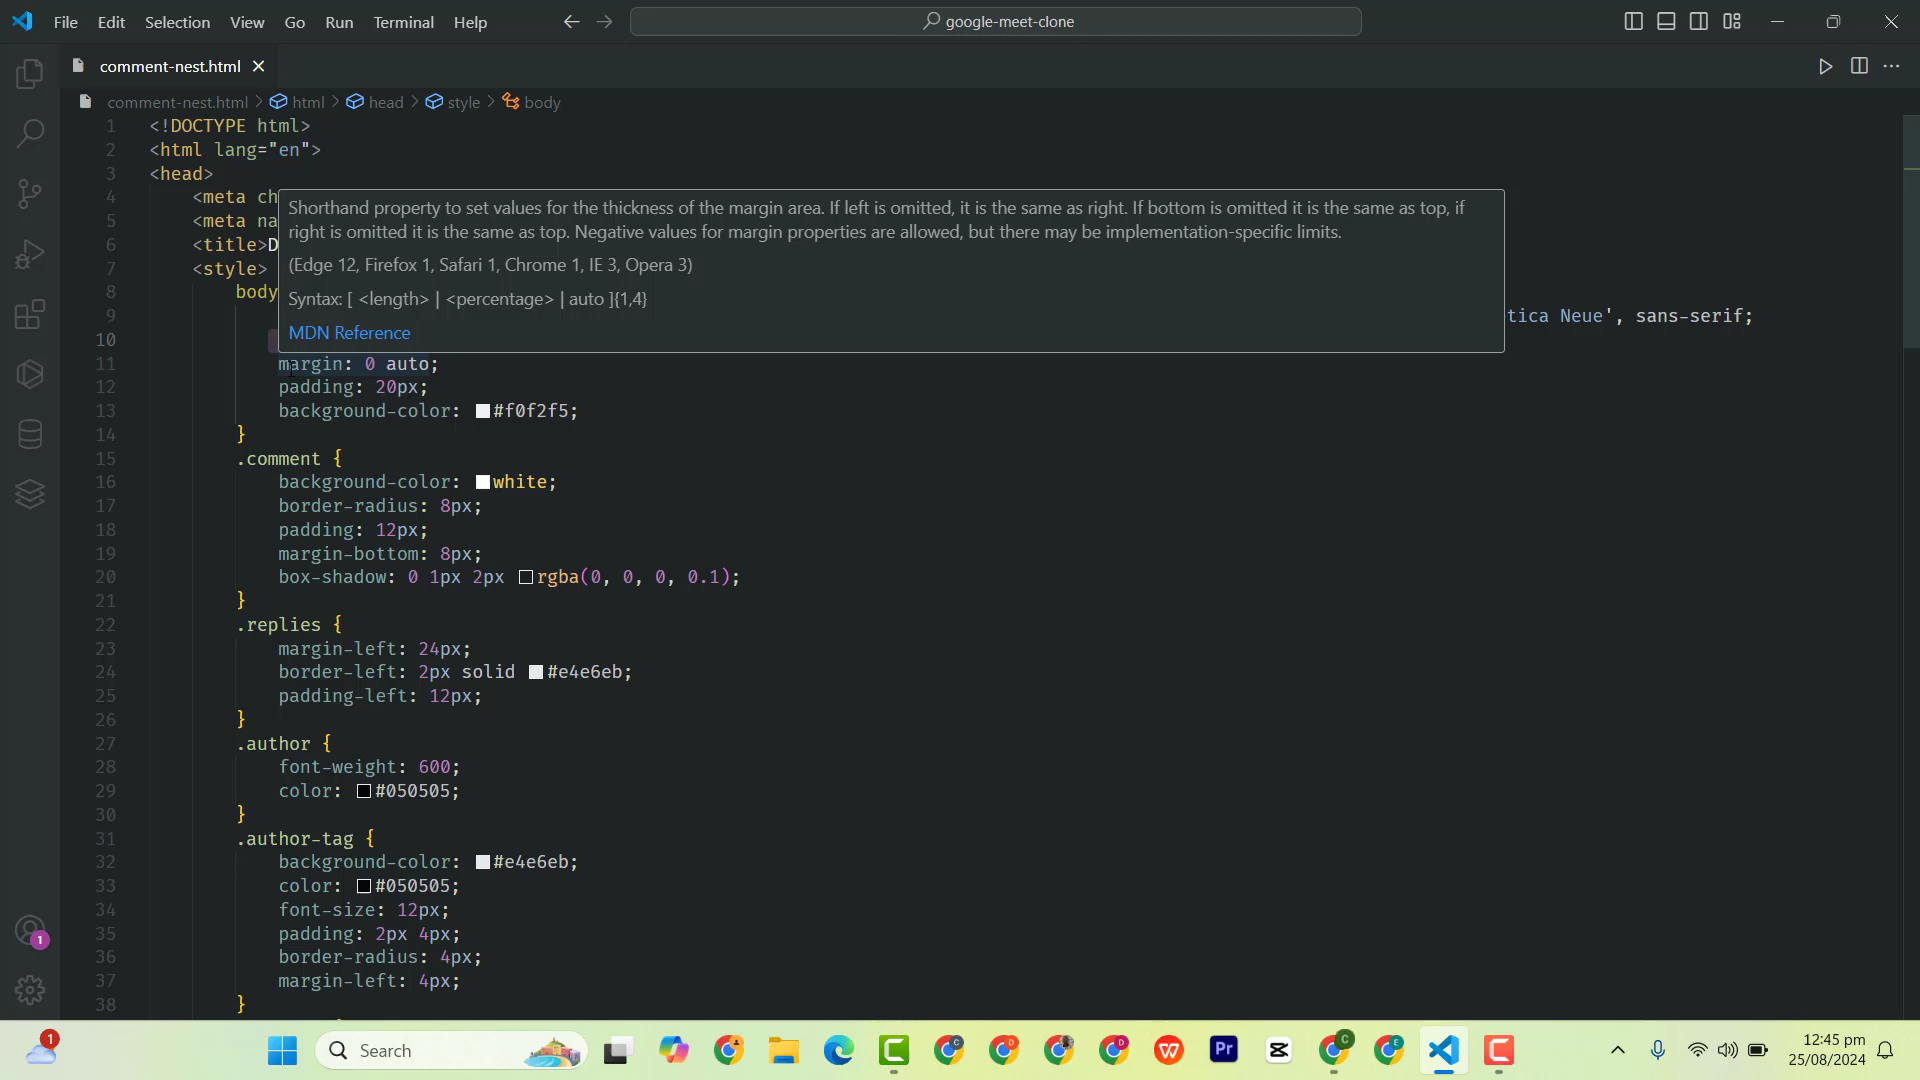 File Edit Selection View Go Run Terminal Help
google-meet-clone
comment-nest.html
comment-nest.html > html > head > style > body
1 <!DOCTYPE html>
2 <html lang="en">
3 <head>
4 <meta ch
5 <meta na
6 <title>D
7 <style>
8 body
9 tica Neue', sans-serif;
10
Shorthand property to set values for the thickness of the margin area. If left is omitted, it is the same as right. If bottom is omitted it is the same as top, if
right is omitted it is the same as top. Negative values for margin properties are allowed, but there may be implementation-specific limits.
(Edge 12, Firefox 1, Safari 1, Chrome 1, IE 3, Opera 3)
Syntax: [ <length> | <percentage> | auto ]{1,4}
MDN Reference
11 margin: 0 auto;
12 padding: 20px;
13 background-color: #f0f2f5;
14 }
15 .comment {
16 background-color: white;
17 border-radius: 8px;
18 padding: 12px;
19 margin-bottom: 8px;
20 box-shadow: 0 1px 2px rgba(0, 0, 0, 0.1);
21 }
22 .replies {
23 margin-left: 24px;
24 border-left: 2px solid #e4e6eb;
25 padding-left: 12px;
26 }
27 .author {
28 font-weight: 600;
29 color: #050505;
30 }
31 .author-tag {
32 background-color: #e4e6eb;
33 color: #050505;
34 font-size: 12px;
35 padding: 2px 4px;
36 border-radius: 4px;
37 margin-left: 4px;
38 }
1
1
Search
C D D C E
Pr
12:45 pm
25/08/2024